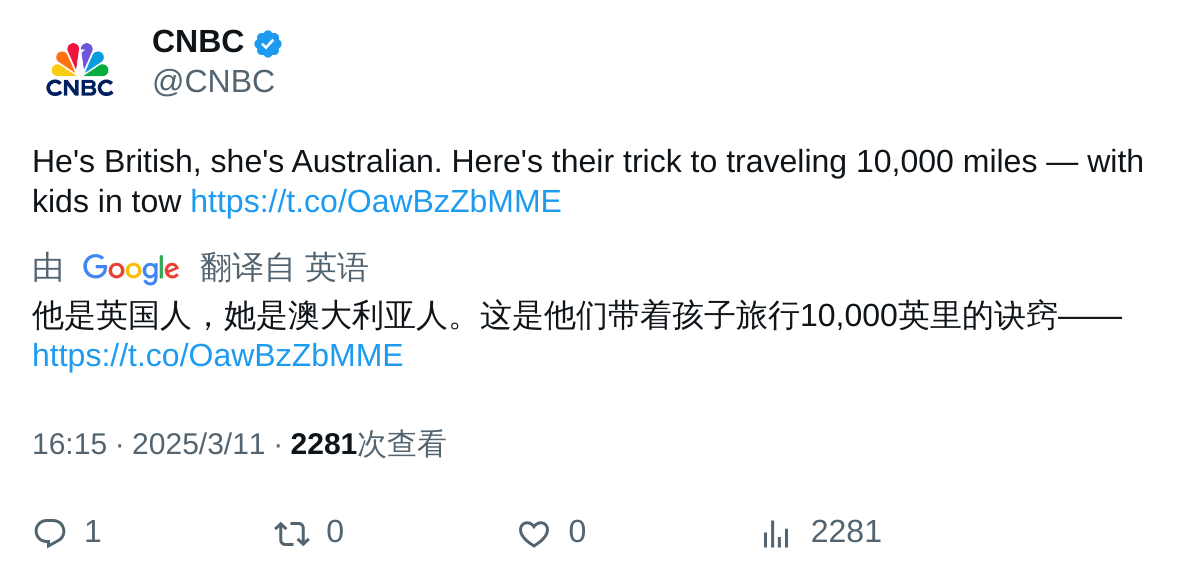 CNBC
@CNBC
CNBC
He's British, she's Australian. Here's their trick to traveling 10,000 miles — with
kids in tow https://t.co/OawBzZbMME
由 Google 翻译自 英语
他是英国人，她是澳大利亚人。这是他们带着孩子旅行10,000英里的诀窍——
https://t.co/OawBzZbMME
16:15 · 2025/3/11 · 2281次查看
1 0 0 2281